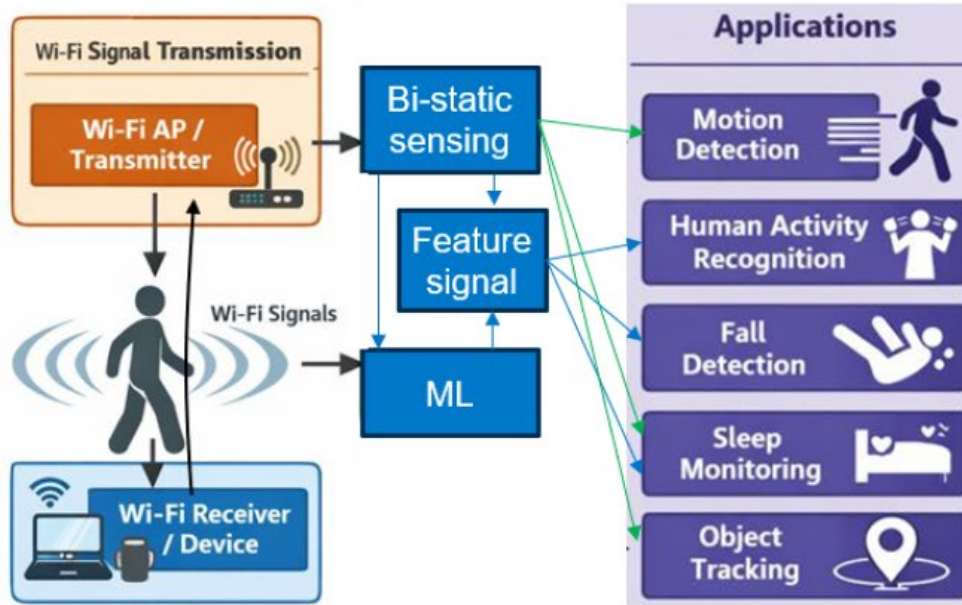 Wi-Fi Signal Transmission
Wi-Fi AP /
Transmitter
Wi-Fi Signals
Wi-Fi Receiver
/ Device
Bi-static
sensing
Feature
signal
ML
Applications
Motion
Detection
Human Activity
Recognition
Fall
Detection
Sleep
Monitoring
Object
Tracking